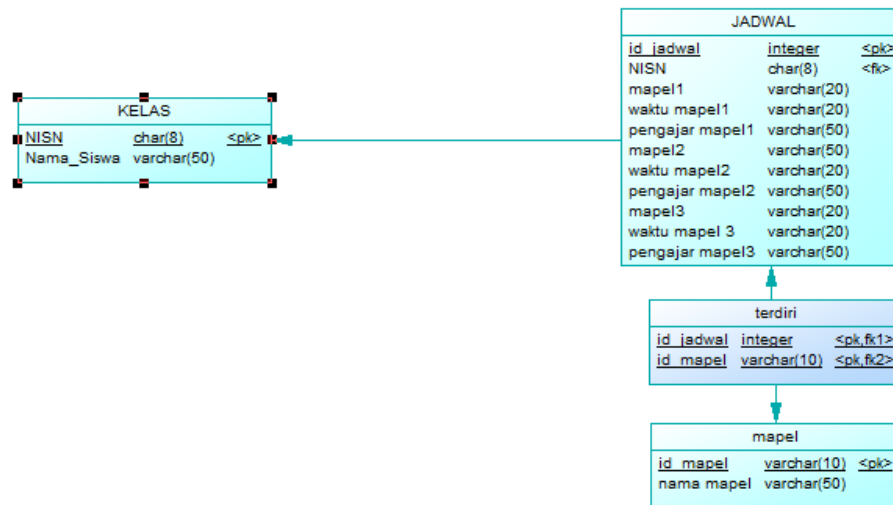 KELAS
NISN char(8) <pk>
Nama_Siswa varchar(50)
JADWAL
id_jadwal integer <pk>
NISN char(8) <fk>
mapel1 varchar(20)
waktu mapel1 varchar(20)
pengajar mapel1 varchar(50)
mapel2 varchar(50)
waktu mapel2 varchar(20)
pengajar mapel2 varchar(50)
mapel3 varchar(20)
waktu mapel 3 varchar(20)
pengajar mapel3 varchar(50)
terdiri
id_jadwal integer <pk,fk1>
id_mapel varchar(10) <pk,fk2>
mapel
id_mapel varchar(10) <pk>
nama mapel varchar(50)